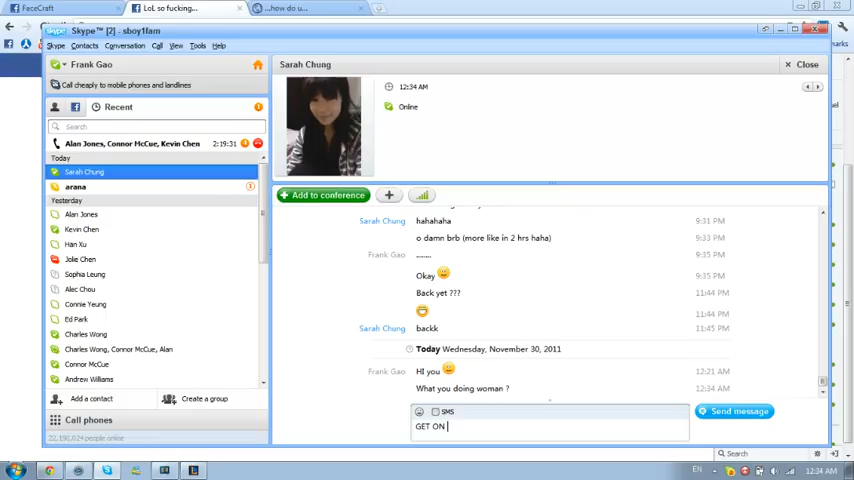 FaceCraft
LoL so fucking...
...how do u...
Skype™ [2] - sboy1fam
Skype Contacts Conversation Call View Tools Help
Frank Gao
Call cheaply to mobile phones and landlines
Recent
1
Search
Alan Jones, Connor McCue, Kevin Chen 2:19:31
Today
Sarah Chung
arana
1
Yesterday
Alan Jones
Kevin Chen
Han Xu
Jolie Chen
Sophia Leung
Alec Chou
Connie Yeung
Ed Park
Charles Wong
Charles Wong, Connor McCue, Alan
Connor McCue
Andrew Williams
Add a contact Create a group
Call phones
22,190,024 people online
Sarah Chung
Close
12:34 AM
Online
Add to conference
Sarah Chung hahahaha 9:31 PM
o damn brb (more like in 2 hrs haha) 9:33 PM
Frank Gao ....... 9:35 PM
Okay 9:35 PM
Back yet ??? 11:44 PM
11:44 PM
Sarah Chung backk 11:45 PM
Today Wednesday, November 30, 2011
Frank Gao HI you 12:21 AM
What you doing woman ? 12:34 AM
SMS
GET ON
Send message
Search
EN
12:34 AM